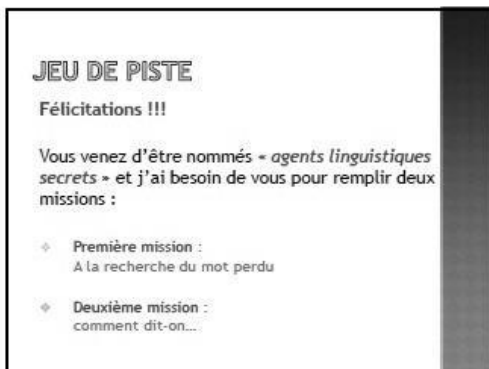 JEU DE PISTE
Félicitations !!!
Vous venez d'être nommés « agents linguistiques
secrets » et j'ai besoin de vous pour remplir deux
missions :
Première mission :
A la recherche du mot perdu
Deuxième mission :
comment dit-on...